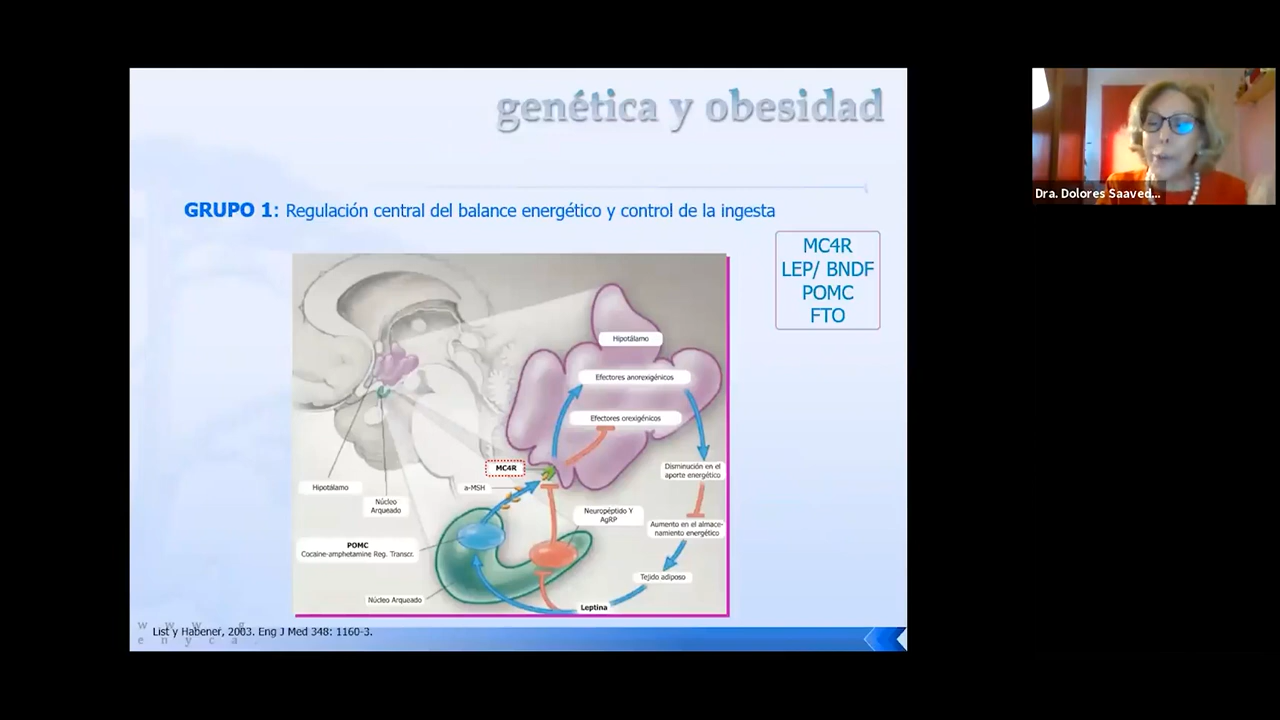 genética y obesidad
GRUPO 1: Regulación central del balance energético y control de la ingesta
MC4R
LEP/ BNDF
POMC
FTO
Hipotálamo
Efectores anorexigénicos
Efectores orexigénicos
MC4R
Disminución en el
aporte energético
Hipotálamo
a-MSH
Núcleo
Arqueado
Neuropéptido Y
AgRP
Aumento en el almace-
namiento energético
POMC
Cocaine-amphetamine Reg. Transcr.
Tejido adiposo
Núcleo Arqueado
Leptina
w w w . g
e n y c a
List y Habener, 2003. Eng J Med 348: 1160-3.
Dra. Dolores Saaved...